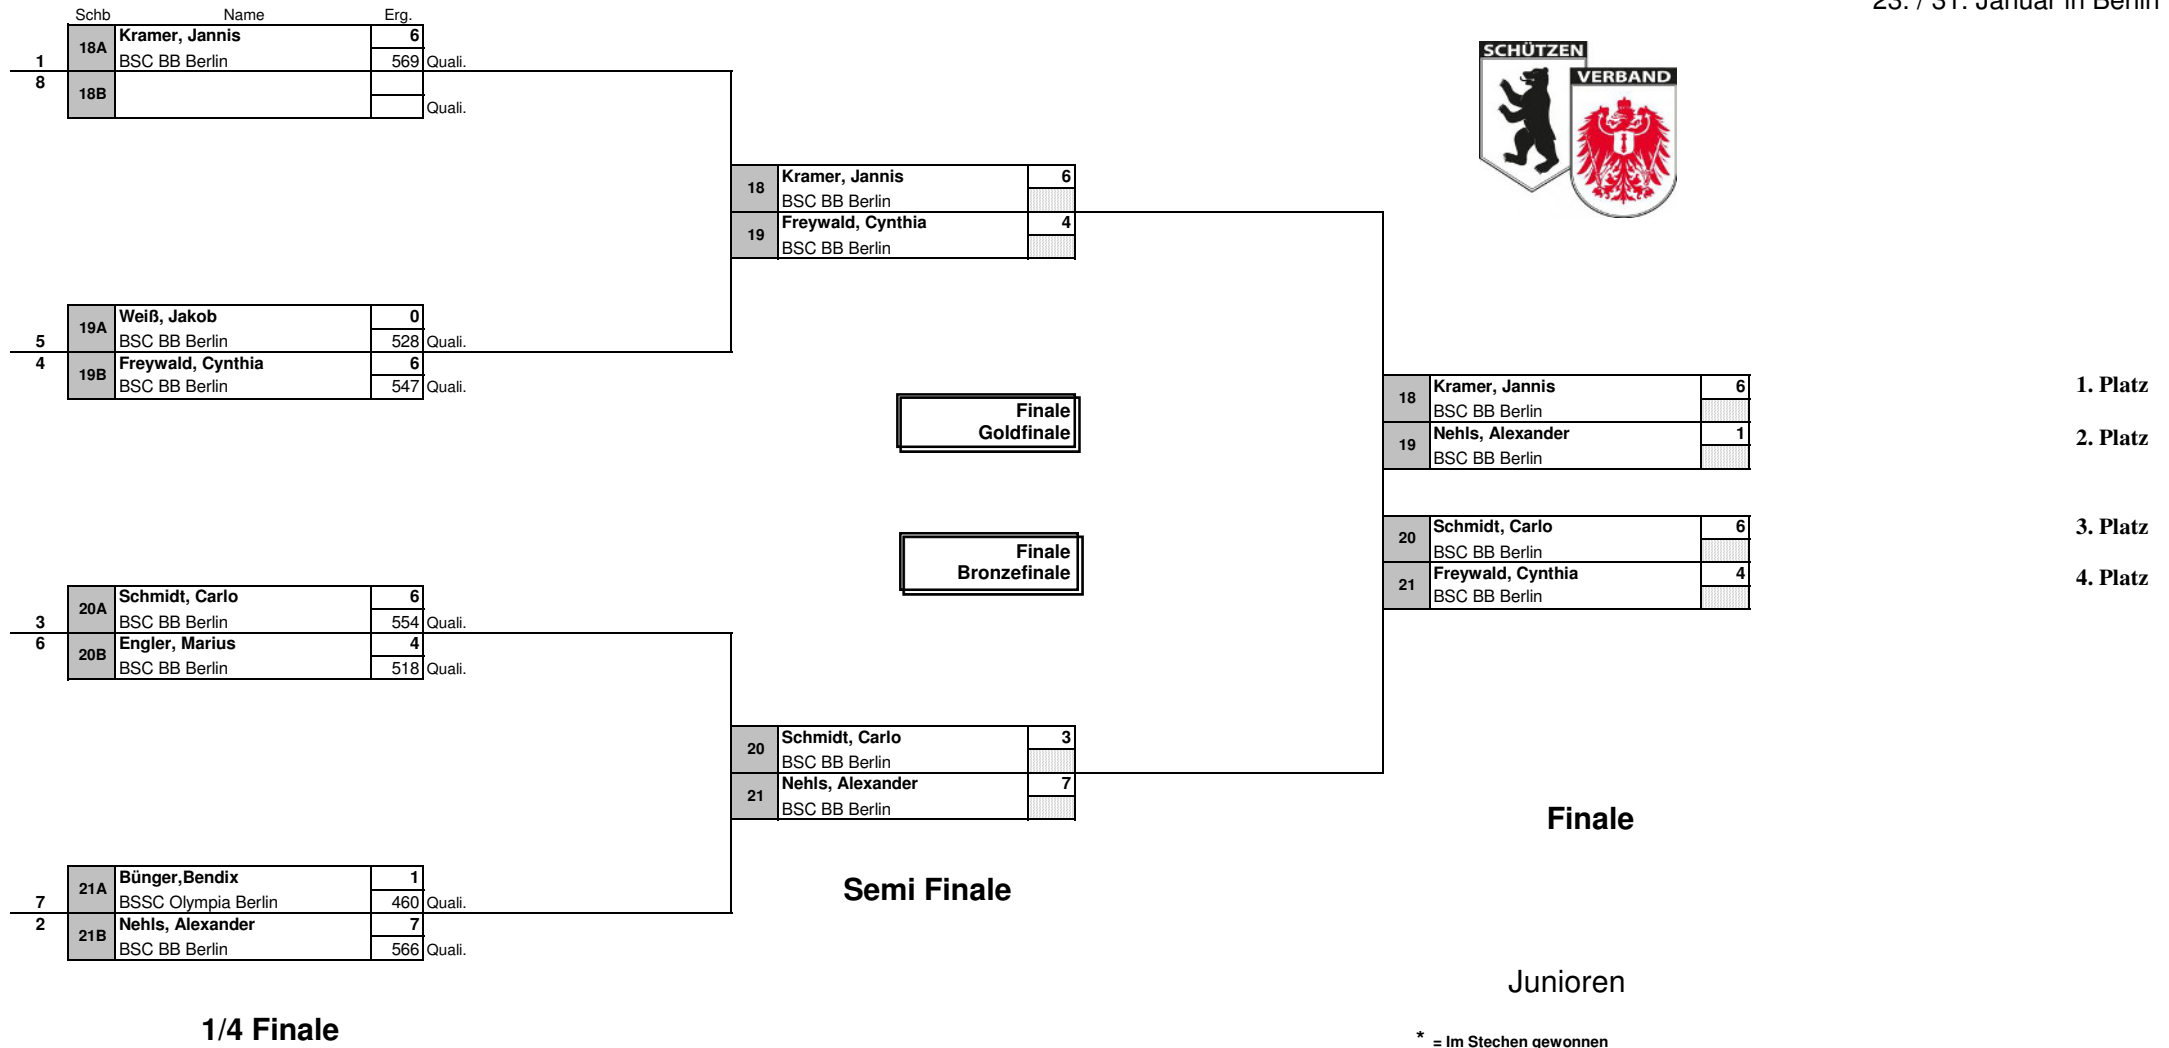 23. / 31. Januar in Berlin
Schb Name Erg.
18A Kramer, Jannis 6
1 BSC BB Berlin 569 Quali.
8 18B
Quali.
SCHÜTZEN
VERBAND
18 Kramer, Jannis 6
BSC BB Berlin
19 Freywald, Cynthia 4
BSC BB Berlin
19A Weiß, Jakob 0
5 BSC BB Berlin 528 Quali.
4 19B Freywald, Cynthia 6
BSC BB Berlin 547 Quali.
Finale
Goldfinale
18 Kramer, Jannis 6 1. Platz
BSC BB Berlin
19 Nehls, Alexander 1 2. Platz
BSC BB Berlin
Finale
Bronzefinale
20 Schmidt, Carlo 6 3. Platz
BSC BB Berlin
21 Freywald, Cynthia 4 4. Platz
BSC BB Berlin
20A Schmidt, Carlo 6
3 BSC BB Berlin 554 Quali.
6 20B Engler, Marius 4
BSC BB Berlin 518 Quali.
20 Schmidt, Carlo 3
BSC BB Berlin
21 Nehls, Alexander 7
BSC BB Berlin
Finale
21A Bünger,Bendix 1
7 BSSC Olympia Berlin 460 Quali.
2 21B Nehls, Alexander 7
BSC BB Berlin 566 Quali.
Semi Finale
Junioren
1/4 Finale
* = Im Stechen gewonnen